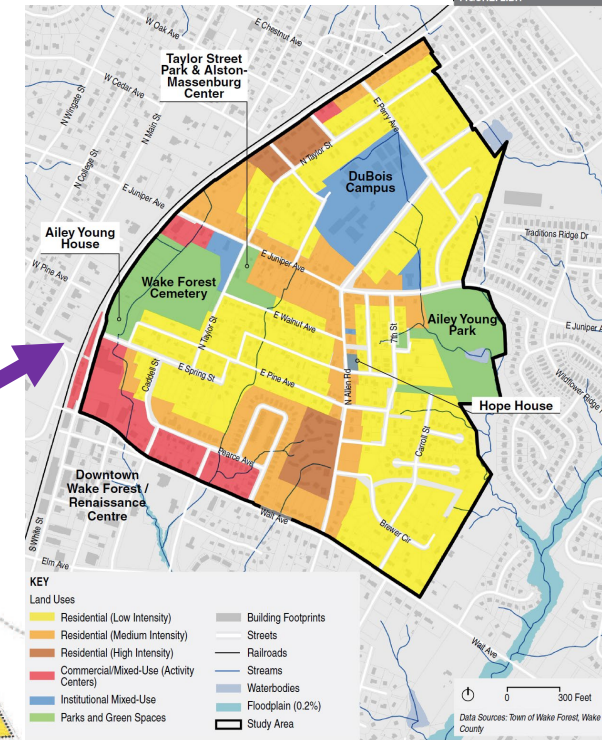 W Oak Ave
E Chestnut Ave
Taylor Street
Park & Alston-
Massenburg
Center
W Cedar Ave
N Wingate St
N Main St
N College St
E Perry Ave
N Taylor St
DuBois
Campus
E Juniper Ave
Traditions Ridge Dr
Ailey Young
House
W Pine Ave
E Juniper Ave
Wake Forest
Cemetery
E Walnut Ave
N Taylor St
7th St
Ailey Young
Park
E Juniper A
Caddell St
E Spring St
E Pine Ave
N Allen Rd
Wildflower Ridge
Hope House
Carroll St
Pearce Ave
Downtown
Wake Forest /
Renaissance
Centre
Wait Ave
Brewer Cir
S White St
Elm Ave
Wait Ave
KEY
Land Uses
Residential (Low Intensity)
Residential (Medium Intensity)
Residential (High Intensity)
Commercial/Mixed-Use (Activity
Centers)
Institutional Mixed-Use
Parks and Green Spaces
Building Footprints
Streets
Railroads
Streams
Waterbodies
Floodplain (0.2%)
Study Area
0 300 Feet
Data Sources: Town of Wake Forest, Wake
County